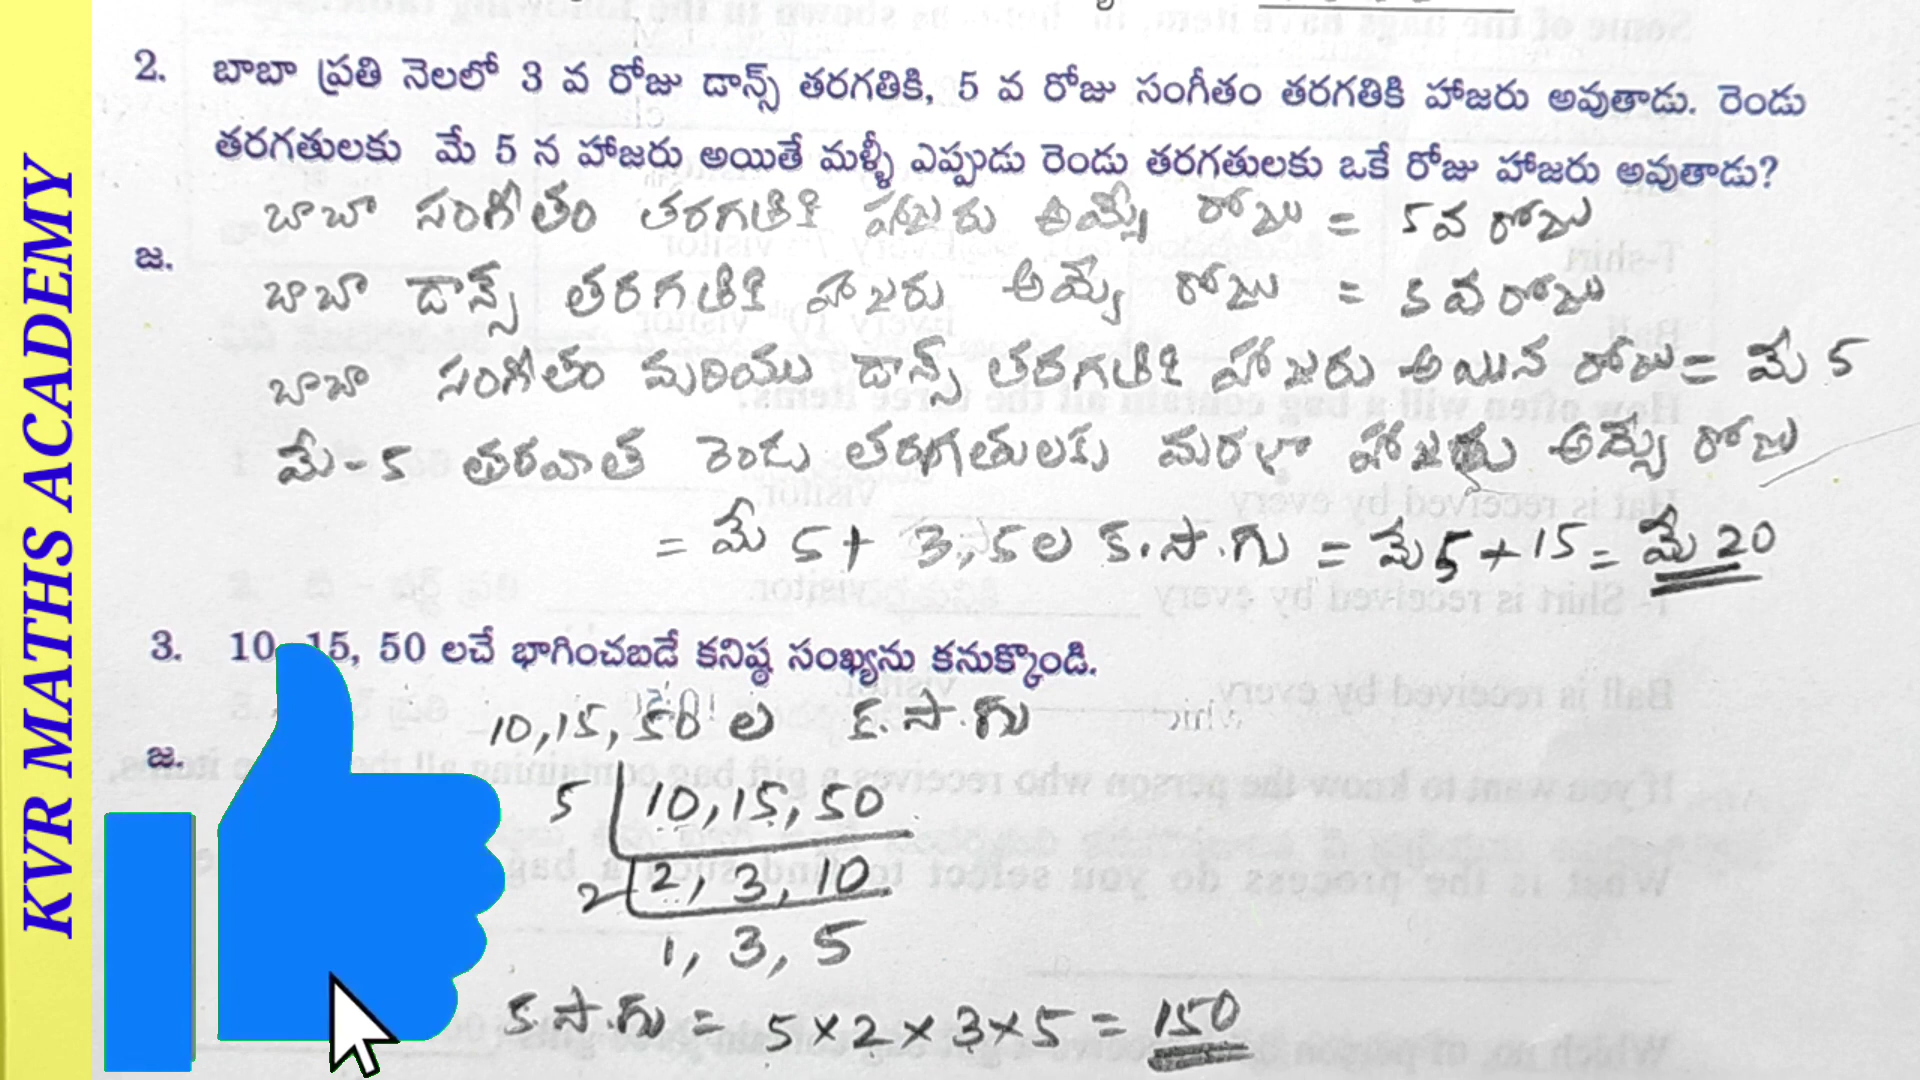 KVR MATHS ACADEMY
2. బాబా ప్రతి నెలలో 3 వ రోజు డాన్స్ తరగతికి, 5 వ రోజు సంగీతం తరగతికి హాజరు అవుతాడు. రెండు
తరగతులకు మే 5 న హాజరు అయితే మళ్ళీ ఎప్పుడు రెండు తరగతులకు ఒకే రోజు హాజరు అవుతాడు?
బాబా సంగీతం తరగతికి హాజరు అయ్యే రోజు = 5వ రోజు
జ.
బాబా డాన్స్ తరగతికి హాజరు అయ్యే రోజు = వ రోజు
బాబా సంగీతం మరియు డాన్స్ తరగతికి హాజరు అయిన రోజు = మే 5
మే-5 తరవాత రెండు తరగతులకు మరళా హాజరు అయ్యే రోజు
= మే 5 + 3,5ల క.సా.గు = మే 5 + 15 = మే 20
3. 10, 15, 50 లచే భాగించబడే కనిష్ఠ సంఖ్యను కనుక్కోండి.
10,15, 50 ల క.సా.గు
జ.
5 10,15,50
2 2, 3, 10
1, 3, 5
క.సా.గు = 5×2×3×5 = 150